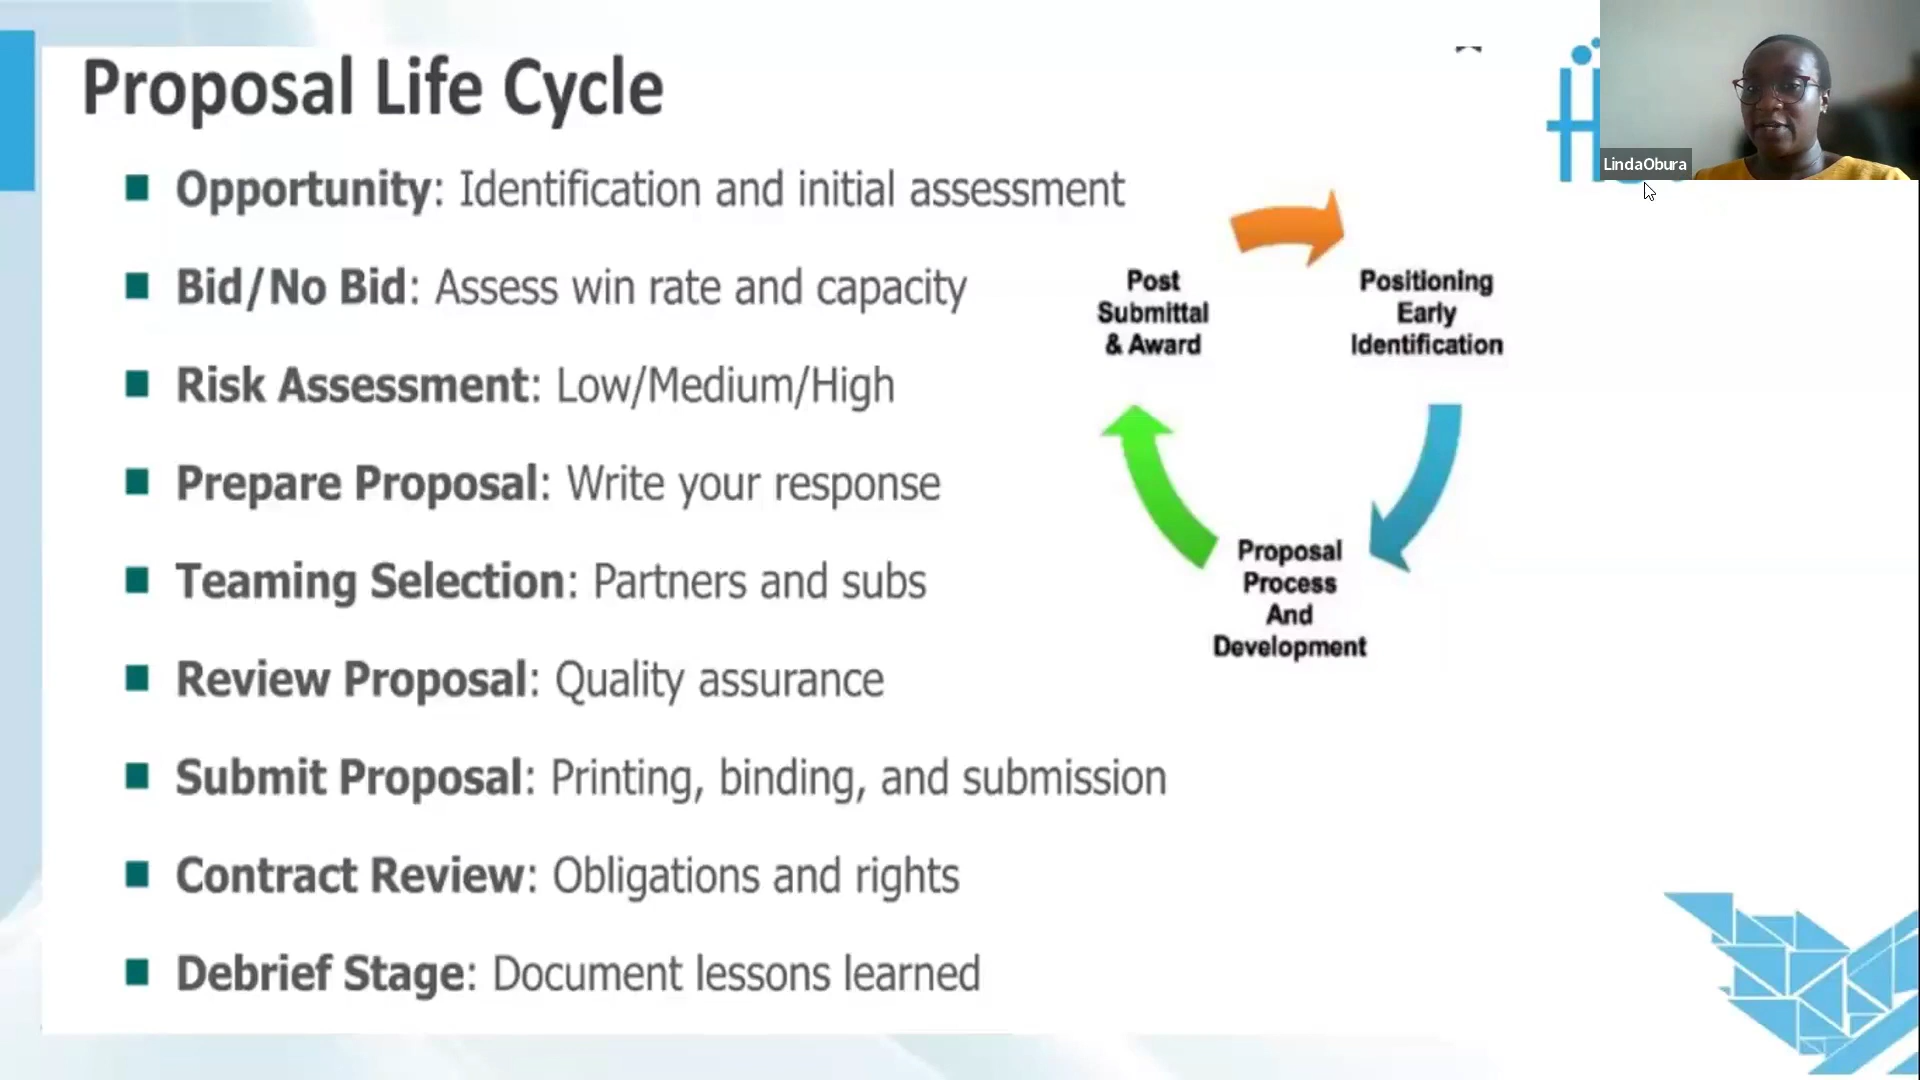 Proposal Life Cycle
Opportunity: Identification and initial assessment
Bid/No Bid: Assess win rate and capacity
Risk Assessment: Low/Medium/High
Prepare Proposal: Write your response
Teaming Selection: Partners and subs
Review Proposal: Quality assurance
Submit Proposal: Printing, binding, and submission
Contract Review: Obligations and rights
Debrief Stage: Document lessons learned
Post
Submittal
& Award
Positioning
Early
Identification
Proposal
Process
And
Development
LindaObura